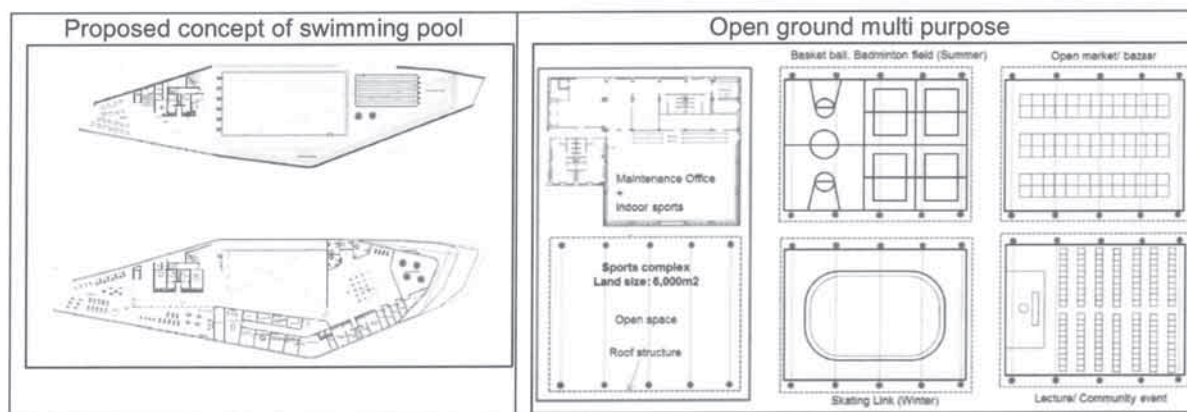 Proposed concept of swimming pool
Open ground multi purpose
Basket ball, Badminton field (Summer)
Open market/ bazaar
Maintenance Office
+
Indoor sports
Sports complex
Land size: 6,000m2
Open space
Roof structure
Skating Link (Winter)
Lecture/ Community event